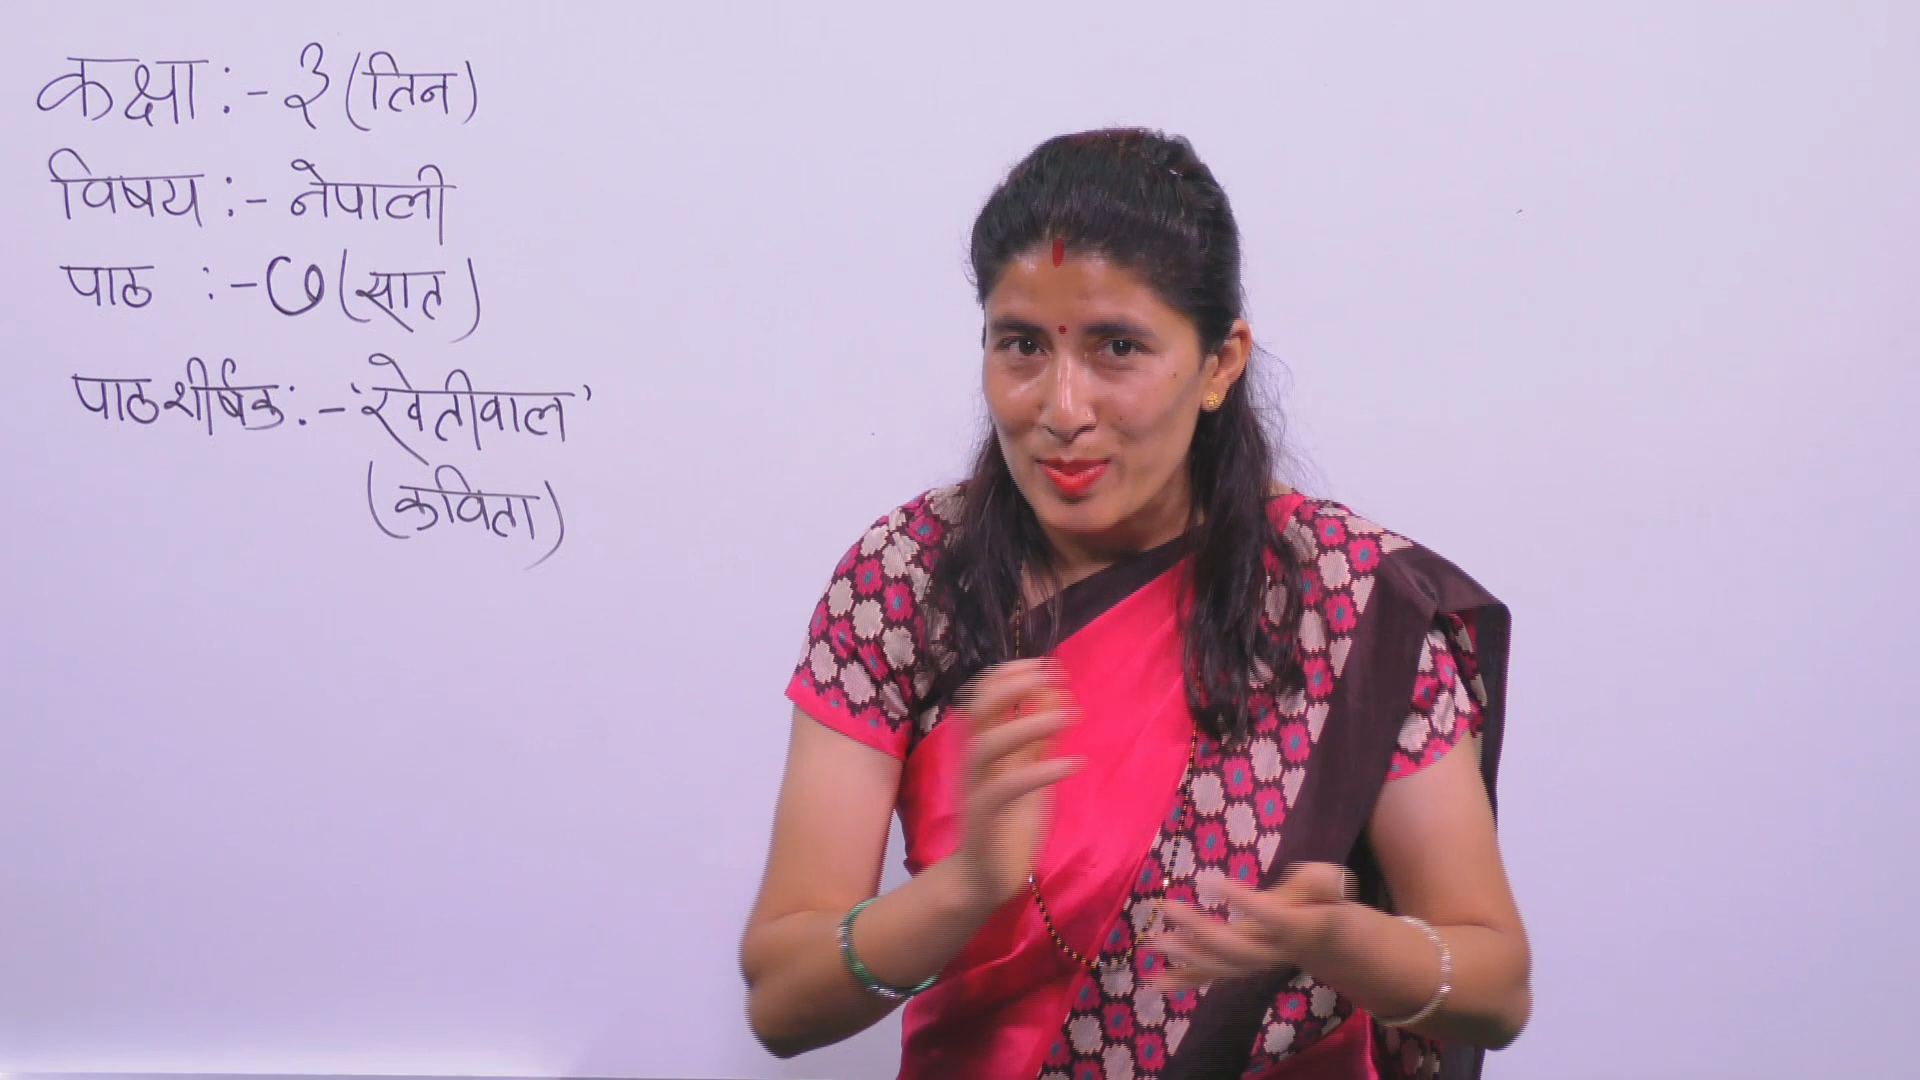 कक्षा :- ३ (तिन)
विषय :- नेपाली
पाठ :- ७ (सात)
पाठशीर्षक :- 'खेतीवाल'
(कविता)